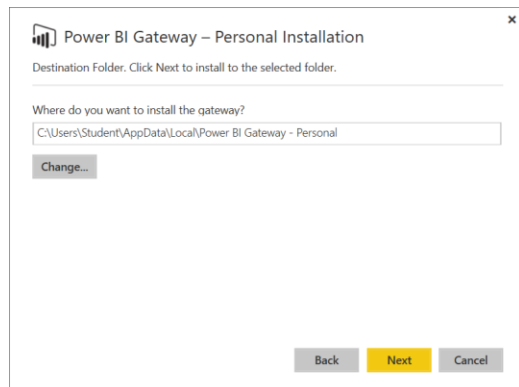 Power BI Gateway – Personal Installation
Destination Folder. Click Next to install to the selected folder.
Where do you want to install the gateway?
C:\Users\Student\AppData\Local\Power BI Gateway - Personal
Change...
Back Next Cancel